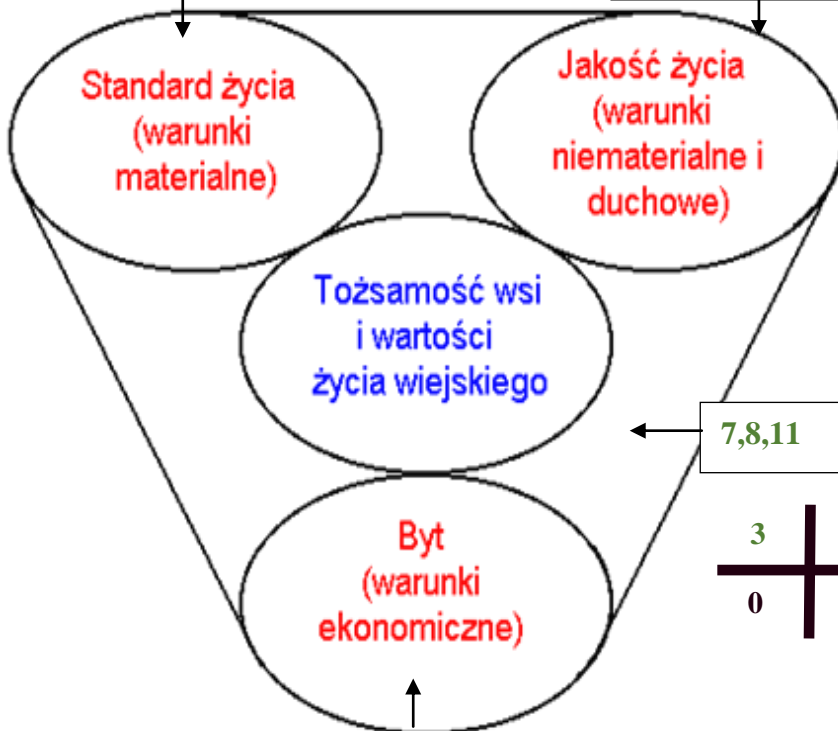 Standard życia
(warunki
materialne)
Jakość życia
(warunki
niematerialne i
duchowe)
Tożsamość wsi
i wartości
życia wiejskiego
7,8,11
Byt
(warunki
ekonomiczne)
3
0